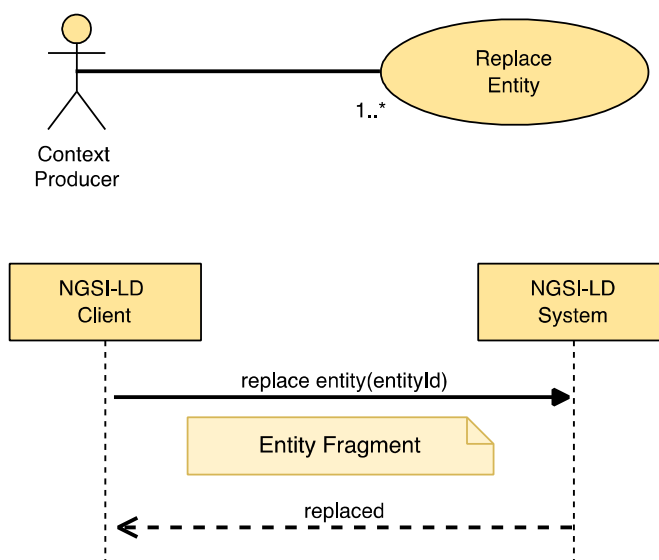 Replace
Entity
1..*
Context
Producer
NGSI-LD
Client
NGSI-LD
System
replace entity(entityId)
Entity Fragment
replaced